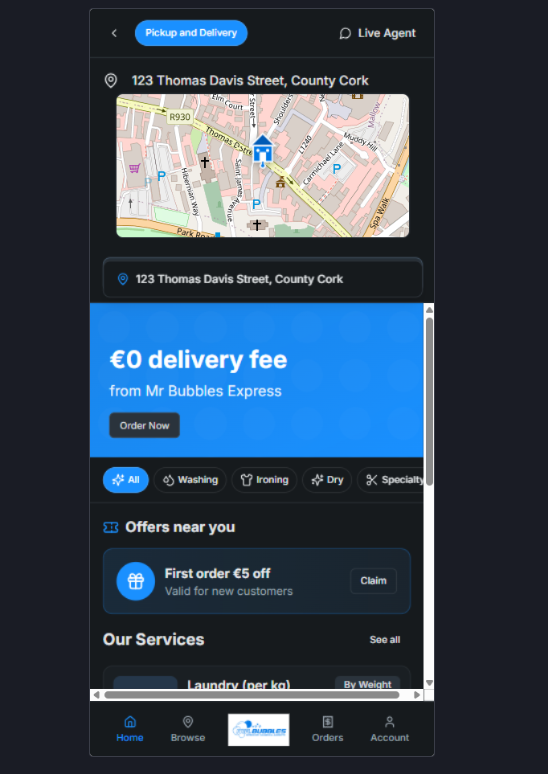 Pickup and Delivery
Live Agent
123 Thomas Davis Street, County Cork
Elm Court
R930
Thomas Davis
Saint James Avenue
Hibernian Way
L1240
Carmichael Lane
Muddy Hill
Mallow
Spa Walk
P
P
P
Park Road
123 Thomas Davis Street, County Cork
€0 delivery fee
from Mr Bubbles Express
Order Now
All
Washing
Ironing
Dry
Specialty
Offers near you
First order €5 off
Valid for new customers
Claim
Our Services
See all
Laundry (per kg)
By Weight
BUBBLES
Home
Browse
Orders
Account